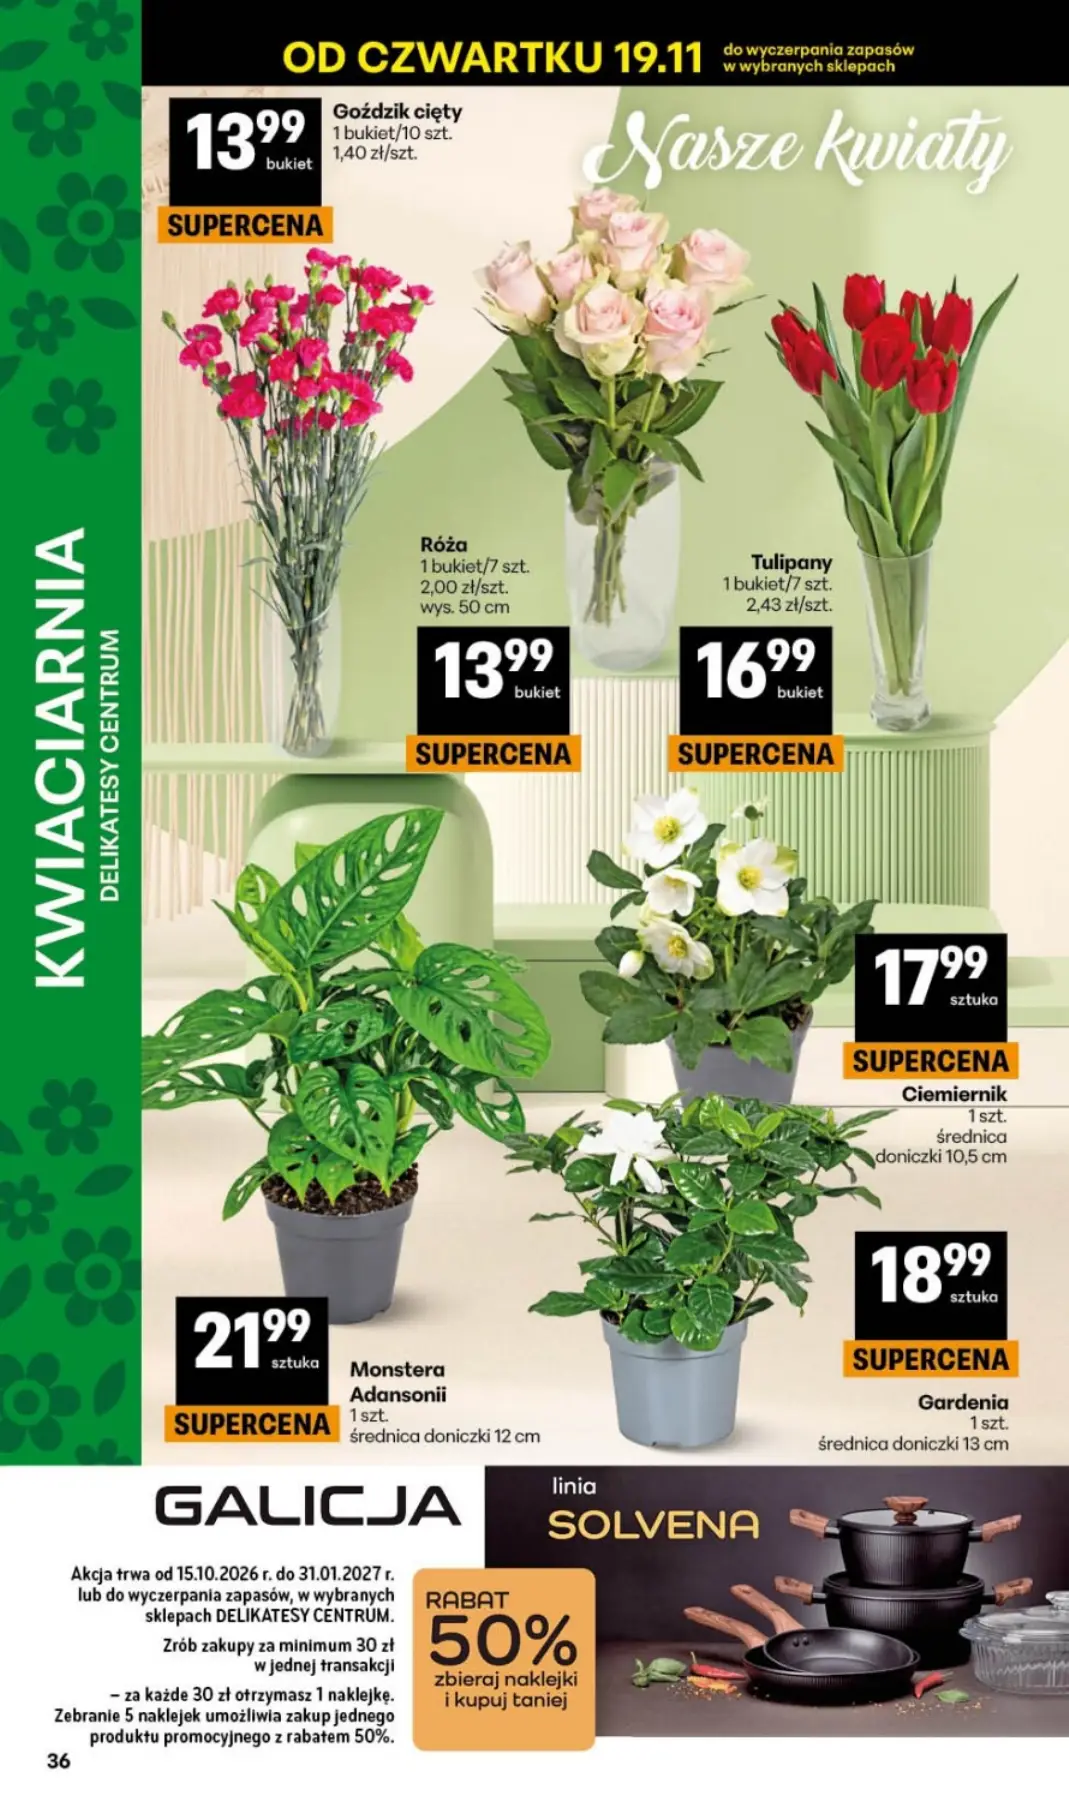 OD CZWARTKU 19.11
do wyczerpania zapasów
w wybranych sklepach
Nasze kwiaty
13 99
bukiet
SUPERCENA
Goździk cięty
1 bukiet/10 szt.
1,40 zł/szt.
Róża
1 bukiet/7 szt.
2,00 zł/szt.
wys. 50 cm
13 99
bukiet
SUPERCENA
Tulipany
1 bukiet/7 szt.
2,43 zł/szt.
16 99
bukiet
SUPERCENA
KWIACIARNIA
DELIKATESY CENTRUM
17 99
sztuka
SUPERCENA
Ciemiernik
1 szt.
średnica
doniczki 10,5 cm
18 99
sztuka
SUPERCENA
Gardenia
1 szt.
średnica doniczki 13 cm
21 99
sztuka
SUPERCENA
Monstera
Adansonii
1 szt.
średnica doniczki 12 cm
GALICJA
Akcja trwa od 15.10.2026 r. do 31.01.2027 r.
lub do wyczerpania zapasów, w wybranych
sklepach DELIKATESY CENTRUM.
Zrób zakupy za minimum 30 zł
w jednej transakcji
– za każde 30 zł otrzymasz 1 naklejkę.
Zebranie 5 naklejek umożliwia zakup jednego
produktu promocyjnego z rabatem 50%.
linia
SOLVENA
RABAT
50%
zbieraj naklejki
i kupuj taniej
36